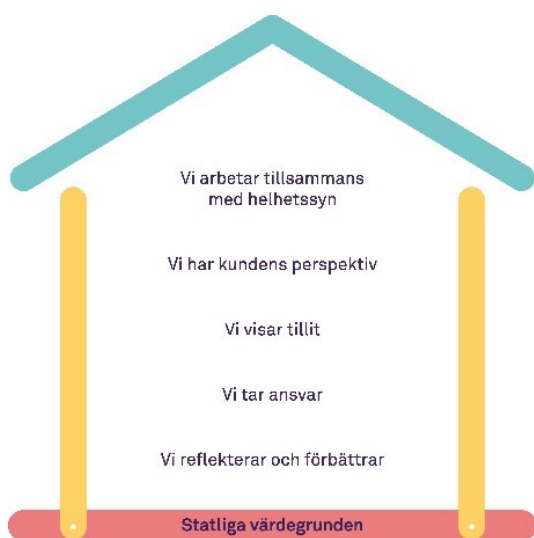 Vi arbetar tillsammans
med helhetssyn
Vi har kundens perspektiv
Vi visar tillit
Vi tar ansvar
Vi reflekterar och förbättrar
Statliga värdegrunden